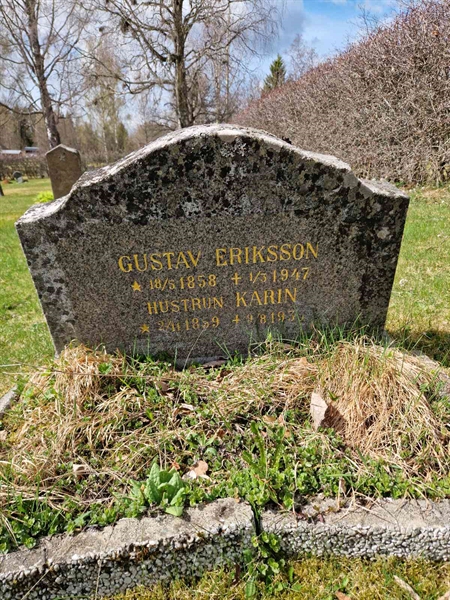 GUSTAV ERIKSSON
★ 18/5 1858 ✝ 1/5 1947
HUSTRUN KARIN